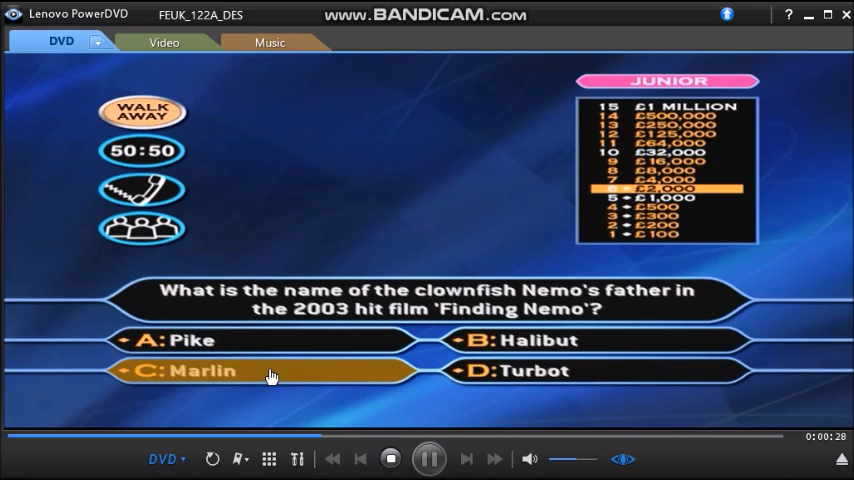 Lenovo PowerDVD
FEUK_122A_DES
www.BANDICAM.com
?
DVD
Video
Music
WALK AWAY
50:50
JUNIOR
15 £1 MILLION
14 £500,000
13 £250,000
12 £125,000
11 £64,000
10 £32,000
9 £16,000
8 £8,000
7 £4,000
6 £2,000
5 £1,000
4 £500
3 £300
2 £200
1 £100
What is the name of the clownfish Nemo's father in
the 2003 hit film 'Finding Nemo'?
A: Pike
B: Halibut
C: Marlin
D: Turbot
0:00:28
DVD